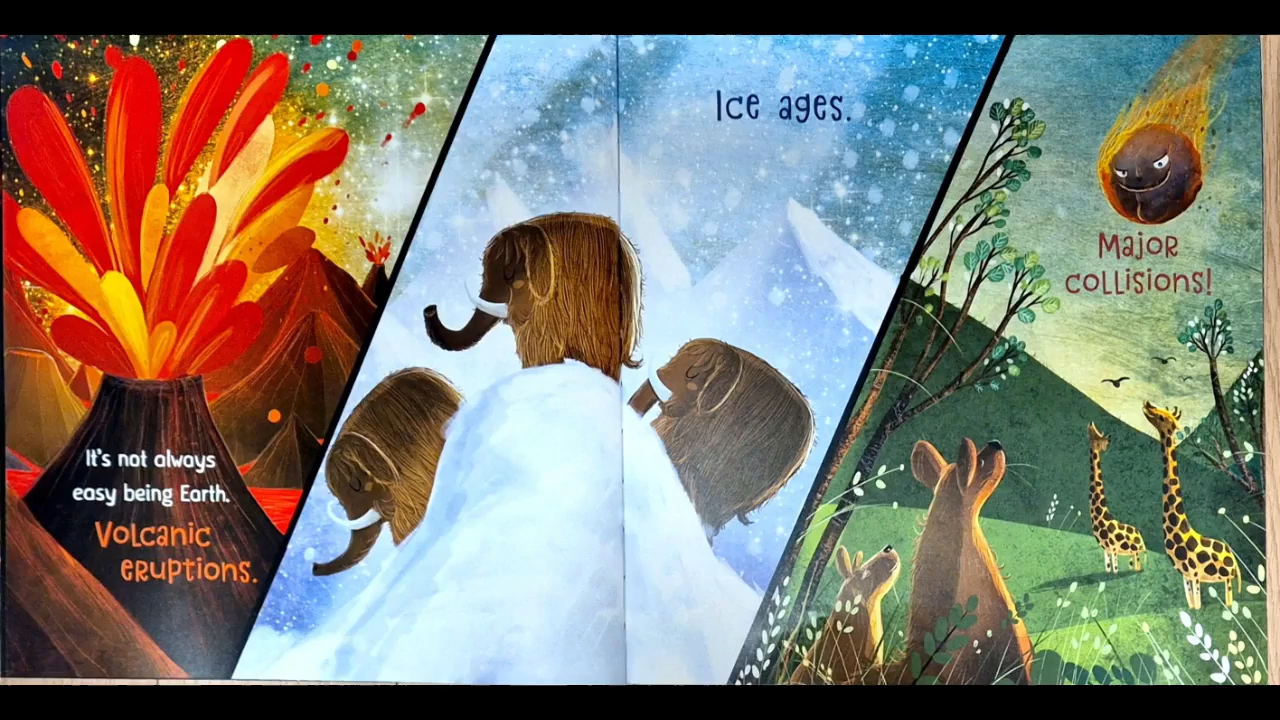 It's not always
easy being Earth.
Volcanic
eruptions.
Ice ages.
Major
collisions!